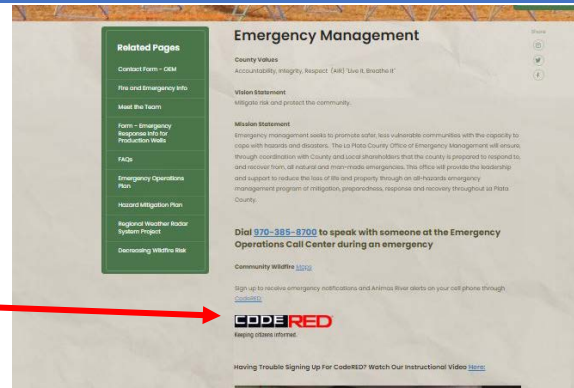 Related Pages
Contact Form - OEM
Fire and Emergency Info
Meet the Team
Form – Emergency
Response Info for
Production Wells
FAQs
Emergency Operations
Plan
Hazard Mitigation Plan
Regional Weather Radar
System Project
Decreasing Wildfire Risk
Emergency Management
County Values
Accountability, Integrity, Respect (AIR) "Live it, Breathe it"
Vision Statement
Mitigate risk and protect the community.
Mission Statement
Emergency management seeks to promote safer, less vulnerable communities with the capacity to
cope with hazards and disasters. The La Plata County Office of Emergency Management will ensure,
through coordination with County and Local shareholders that the county is prepared to respond to,
and recover from, all natural and man-made emergencies. This office will provide the leadership
and support to reduce the loss of life and property through an all-hazards emergency
management program of mitigation, preparedness, response and recovery throughout La Plata
County.
Dial 970-385-8700 to speak with someone at the Emergency
Operations Call Center during an emergency
Community Wildfire Maps
Sign up to receive emergency notifications and Animas River alerts on your cell phone through
CodeRED
CODE RED
Keeping citizens informed.
Having Trouble Signing Up For CodeRED? Watch Our Instructional Video Here:
Share